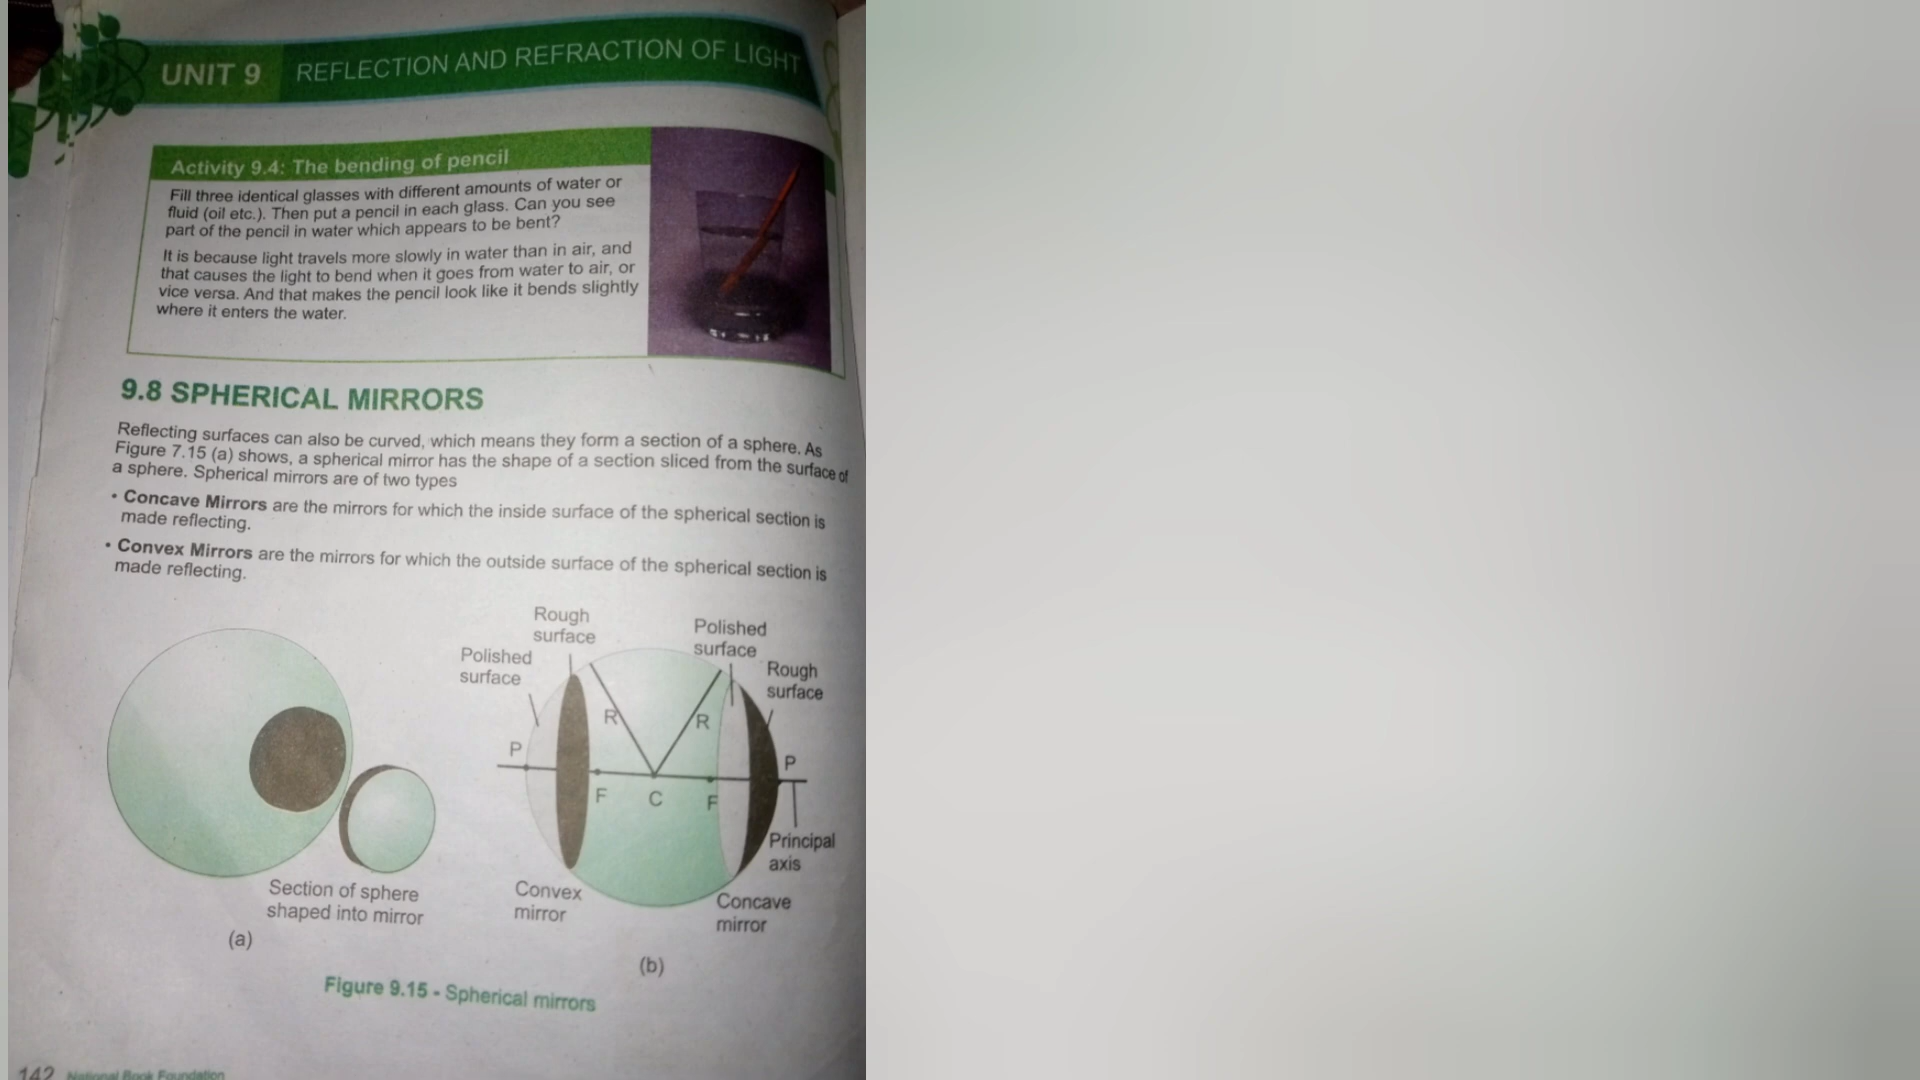 UNIT 9 REFLECTION AND REFRACTION OF LIGHT
Activity 9.4: The bending of pencil
Fill three identical glasses with different amounts of water or
fluid (oil etc.). Then put a pencil in each glass. Can you see
part of the pencil in water which appears to be bent?
It is because light travels more slowly in water than in air, and
that causes the light to bend when it goes from water to air, or
vice versa. And that makes the pencil look like it bends slightly
where it enters the water.
9.8 SPHERICAL MIRRORS
Reflecting surfaces can also be curved, which means they form a section of a sphere. As
Figure 7.15 (a) shows, a spherical mirror has the shape of a section sliced from the surface of
a sphere. Spherical mirrors are of two types
• Concave Mirrors are the mirrors for which the inside surface of the spherical section is
made reflecting.
• Convex Mirrors are the mirrors for which the outside surface of the spherical section is
made reflecting.
Rough
surface
Polished
surface
Polished
surface
Rough
surface
R
R
P
P
F
C
F
Principal
axis
Section of sphere
shaped into mirror
Convex
mirror
Concave
mirror
(a)
(b)
Figure 9.15 - Spherical mirrors
142 National Book Foundation